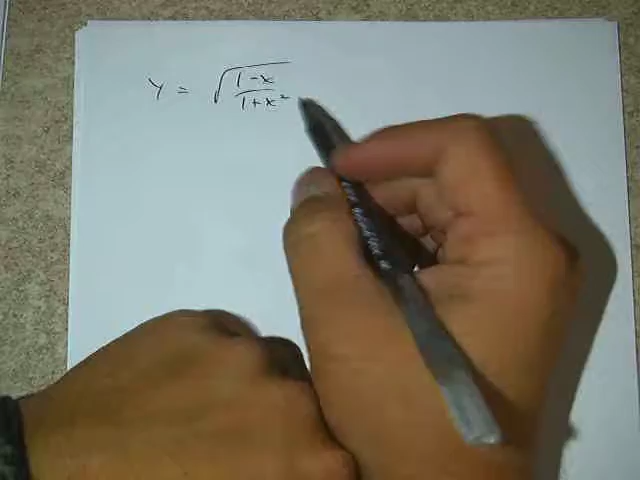 y = √((1-x)/(1+x²))